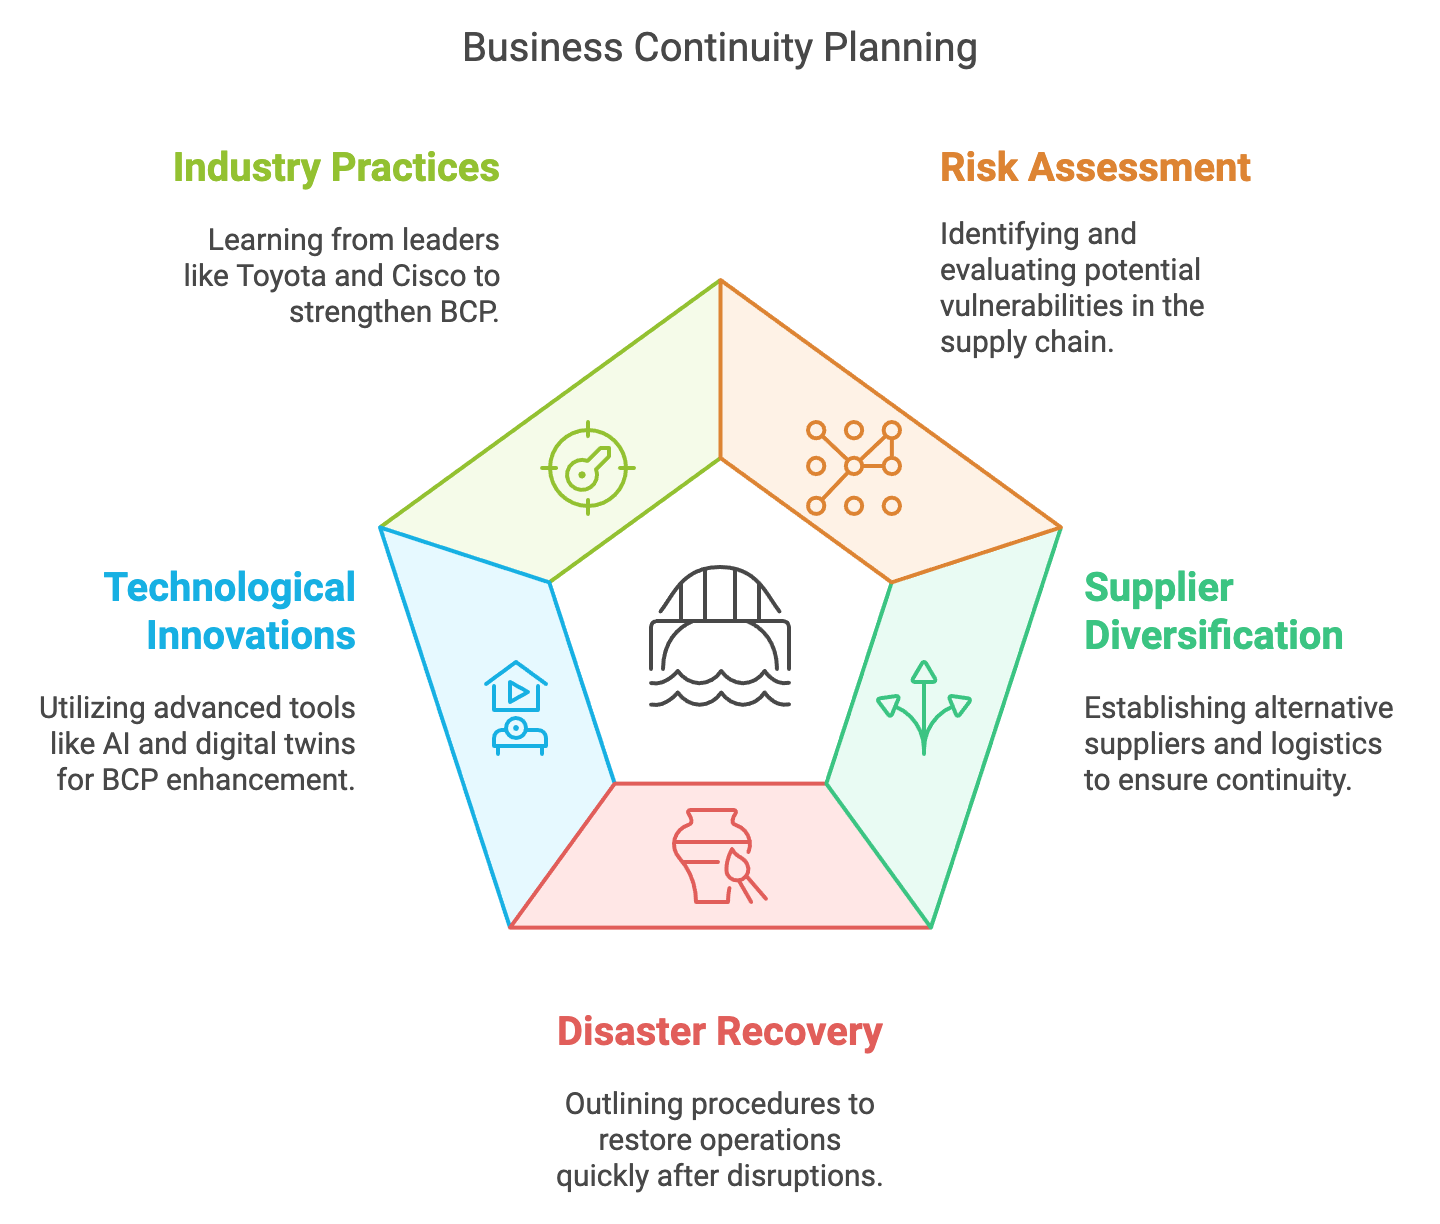 Business Continuity Planning
Industry Practices
Learning from leaders
like Toyota and Cisco to
strengthen BCP.
Risk Assessment
Identifying and
evaluating potential
vulnerabilities in the
supply chain.
Technological
Innovations
Utilizing advanced tools
like AI and digital twins
for BCP enhancement.
Supplier
Diversification
Establishing alternative
suppliers and logistics
to ensure continuity.
Disaster Recovery
Outlining procedures to
restore operations
quickly after disruptions.